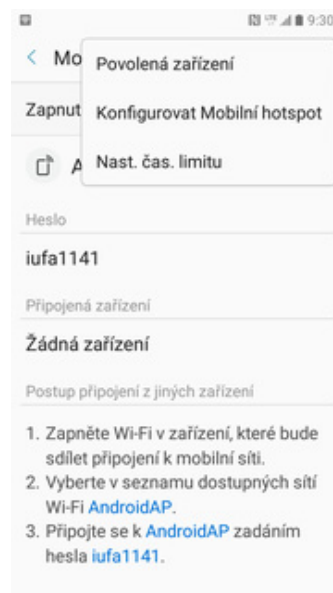 9:30
Mo
Povolená zařízení
Zapnut
Konfigurovat Mobilní hotspot
A
Nast. čas. limitu
Heslo
iufa1141
Připojená zařízení
Žádná zařízení
Postup připojení z jiných zařízení
1. Zapněte Wi-Fi v zařízení, které bude
sdílet připojení k mobilní síti.
2. Vyberte v seznamu dostupných sítí
Wi-Fi AndroidAP.
3. Připojte se k AndroidAP zadáním
hesla iufa1141.